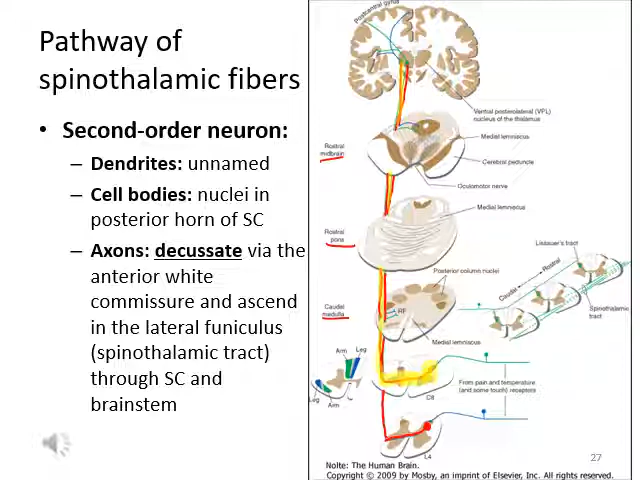 Pathway of
spinothalamic fibers
• Second-order neuron:
– Dendrites: unnamed
– Cell bodies: nuclei in
posterior horn of SC
– Axons: decussate via the
anterior white
commissure and ascend
in the lateral funiculus
(spinothalamic tract)
through SC and
brainstem
Postcentral gyrus
Ventral posterolateral (VPL)
nucleus of the thalamus
Rostral
midbrain
Medial lemniscus
Cerebral peduncle
Oculomotor nerve
Medial lemniscus
Rostral
pons
Lissauer's tract
Posterior column nuclei
Caudal
Rostral
Caudal
medulla
RF
Spinothalamic
tract
Medial lemniscus
Arm
Leg
Leg
Arm
C8
From pain and temperature
(and some touch) receptors
L4
27
Nolte: The Human Brain.
Copyright © 2009 by Mosby, an imprint of Elsevier, Inc. All rights reserved.